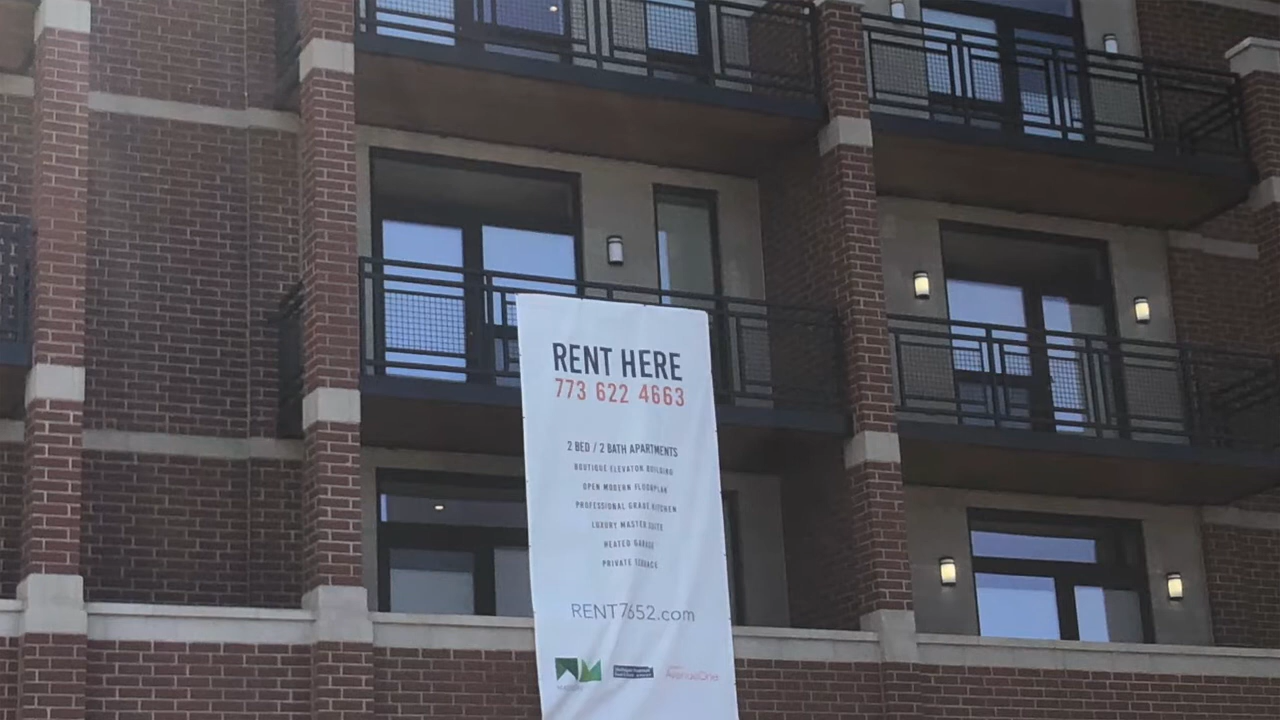 RENT HERE
773 622 4663
2 BED / 2 BATH APARTMENTS
BOUTIQUE ELEVATOR BUILDING
OPEN MODERN FLOORPLAN
PROFESSIONAL GRADE KITCHEN
LUXURY MASTER SUITE
HEATED GARAGE
PRIVATE TERRACE
RENT7652.com
AvenueOne